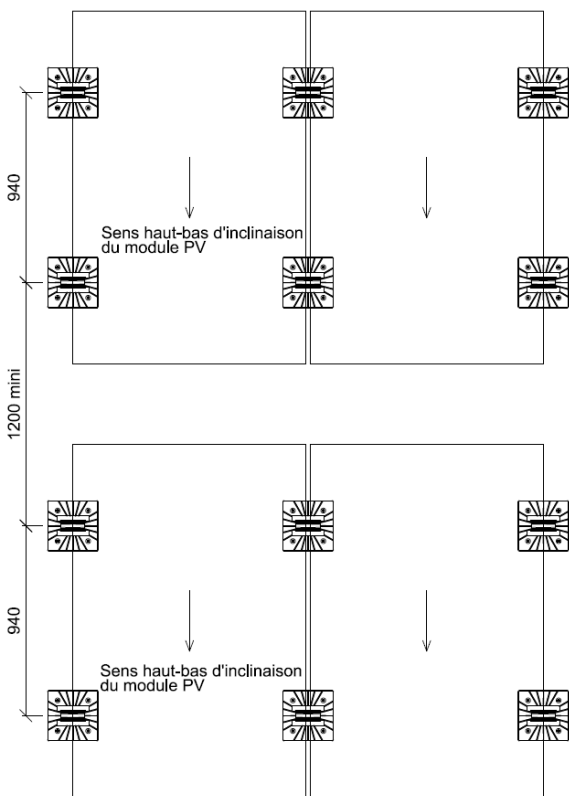 940
Sens haut-bas d'inclinaison
du module PV
1200 mini
940
Sens haut-bas d'inclinaison
du module PV